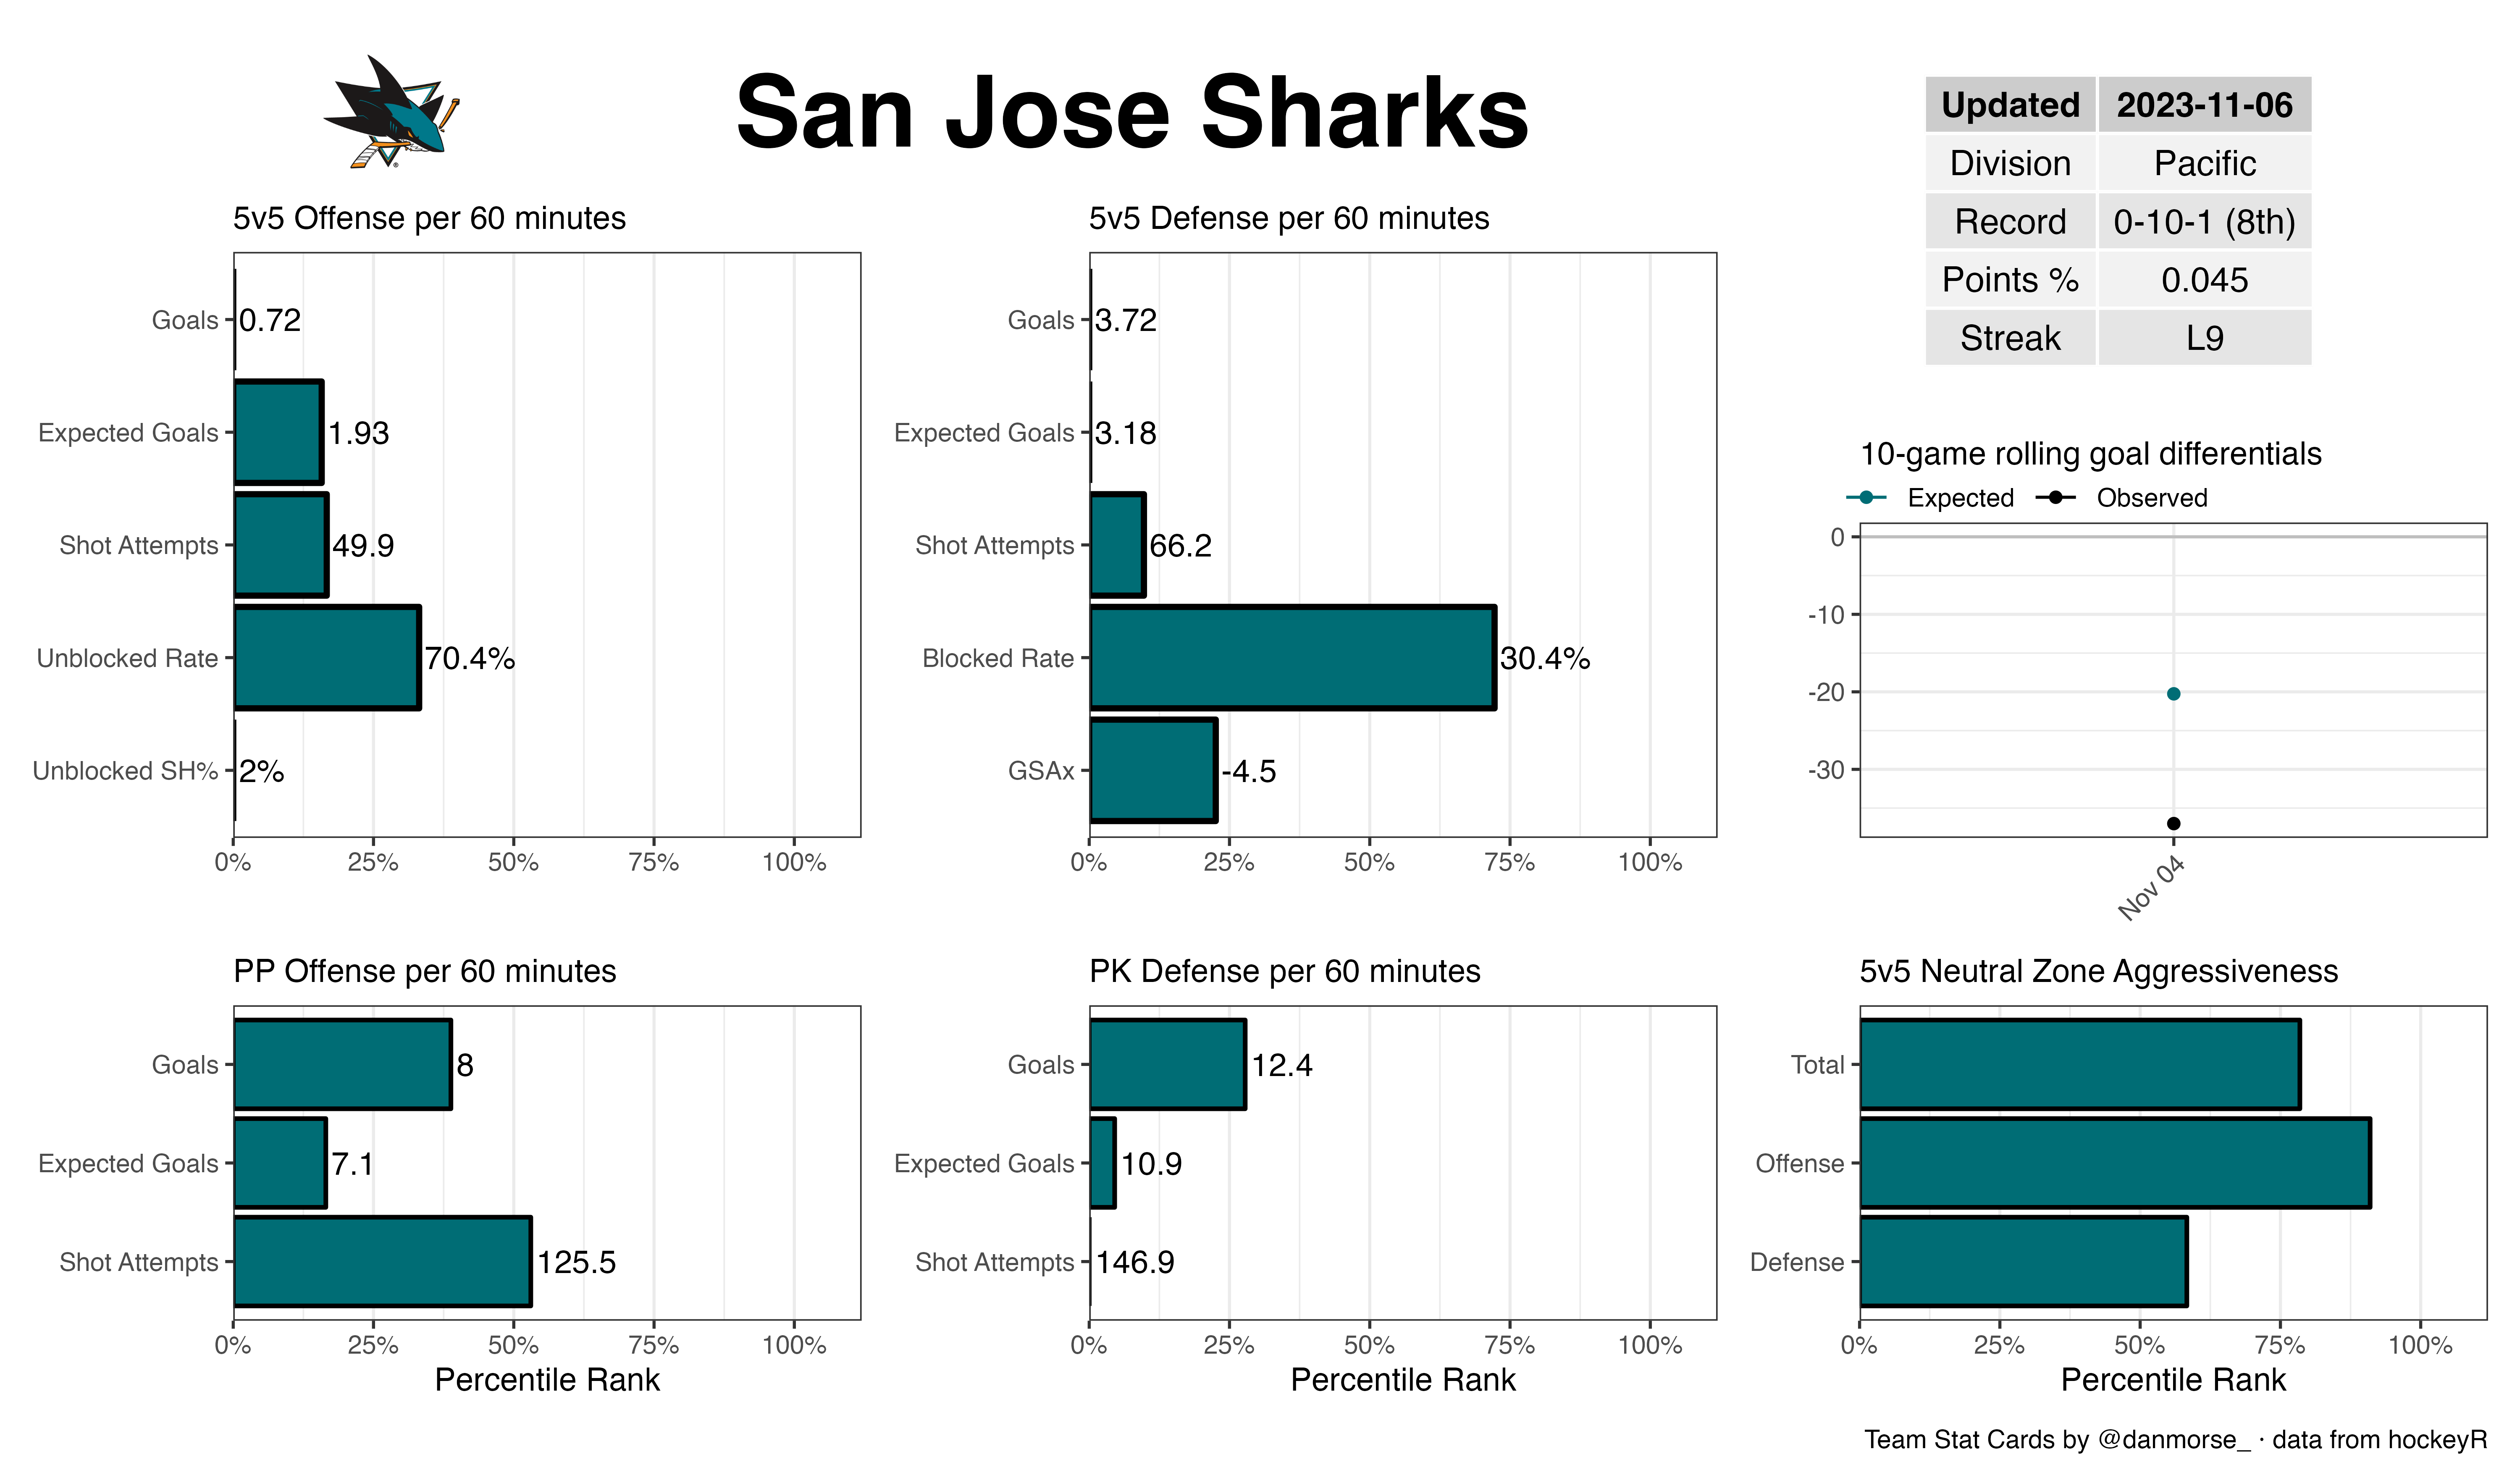 San Jose Sharks
Updated 2023-11-06
Division Pacific
Record 0-10-1 (8th)
Points % 0.045
Streak L9
5v5 Offense per 60 minutes
Goals 0.72
Expected Goals 1.93
Shot Attempts 49.9
Unblocked Rate 70.4%
Unblocked SH% 2%
0% 25% 50% 75% 100%
5v5 Defense per 60 minutes
Goals 3.72
Expected Goals 3.18
Shot Attempts 66.2
Blocked Rate 30.4%
GSAx -4.5
0% 25% 50% 75% 100%
10-game rolling goal differentials
Expected Observed
0
-10
-20
-30
Nov 04
PP Offense per 60 minutes
Goals 8
Expected Goals 7.1
Shot Attempts 125.5
0% 25% 50% 75% 100%
Percentile Rank
PK Defense per 60 minutes
Goals 12.4
Expected Goals 10.9
Shot Attempts 146.9
0% 25% 50% 75% 100%
Percentile Rank
5v5 Neutral Zone Aggressiveness
Total
Offense
Defense
0% 25% 50% 75% 100%
Percentile Rank
Team Stat Cards by @danmorse_ · data from hockeyR